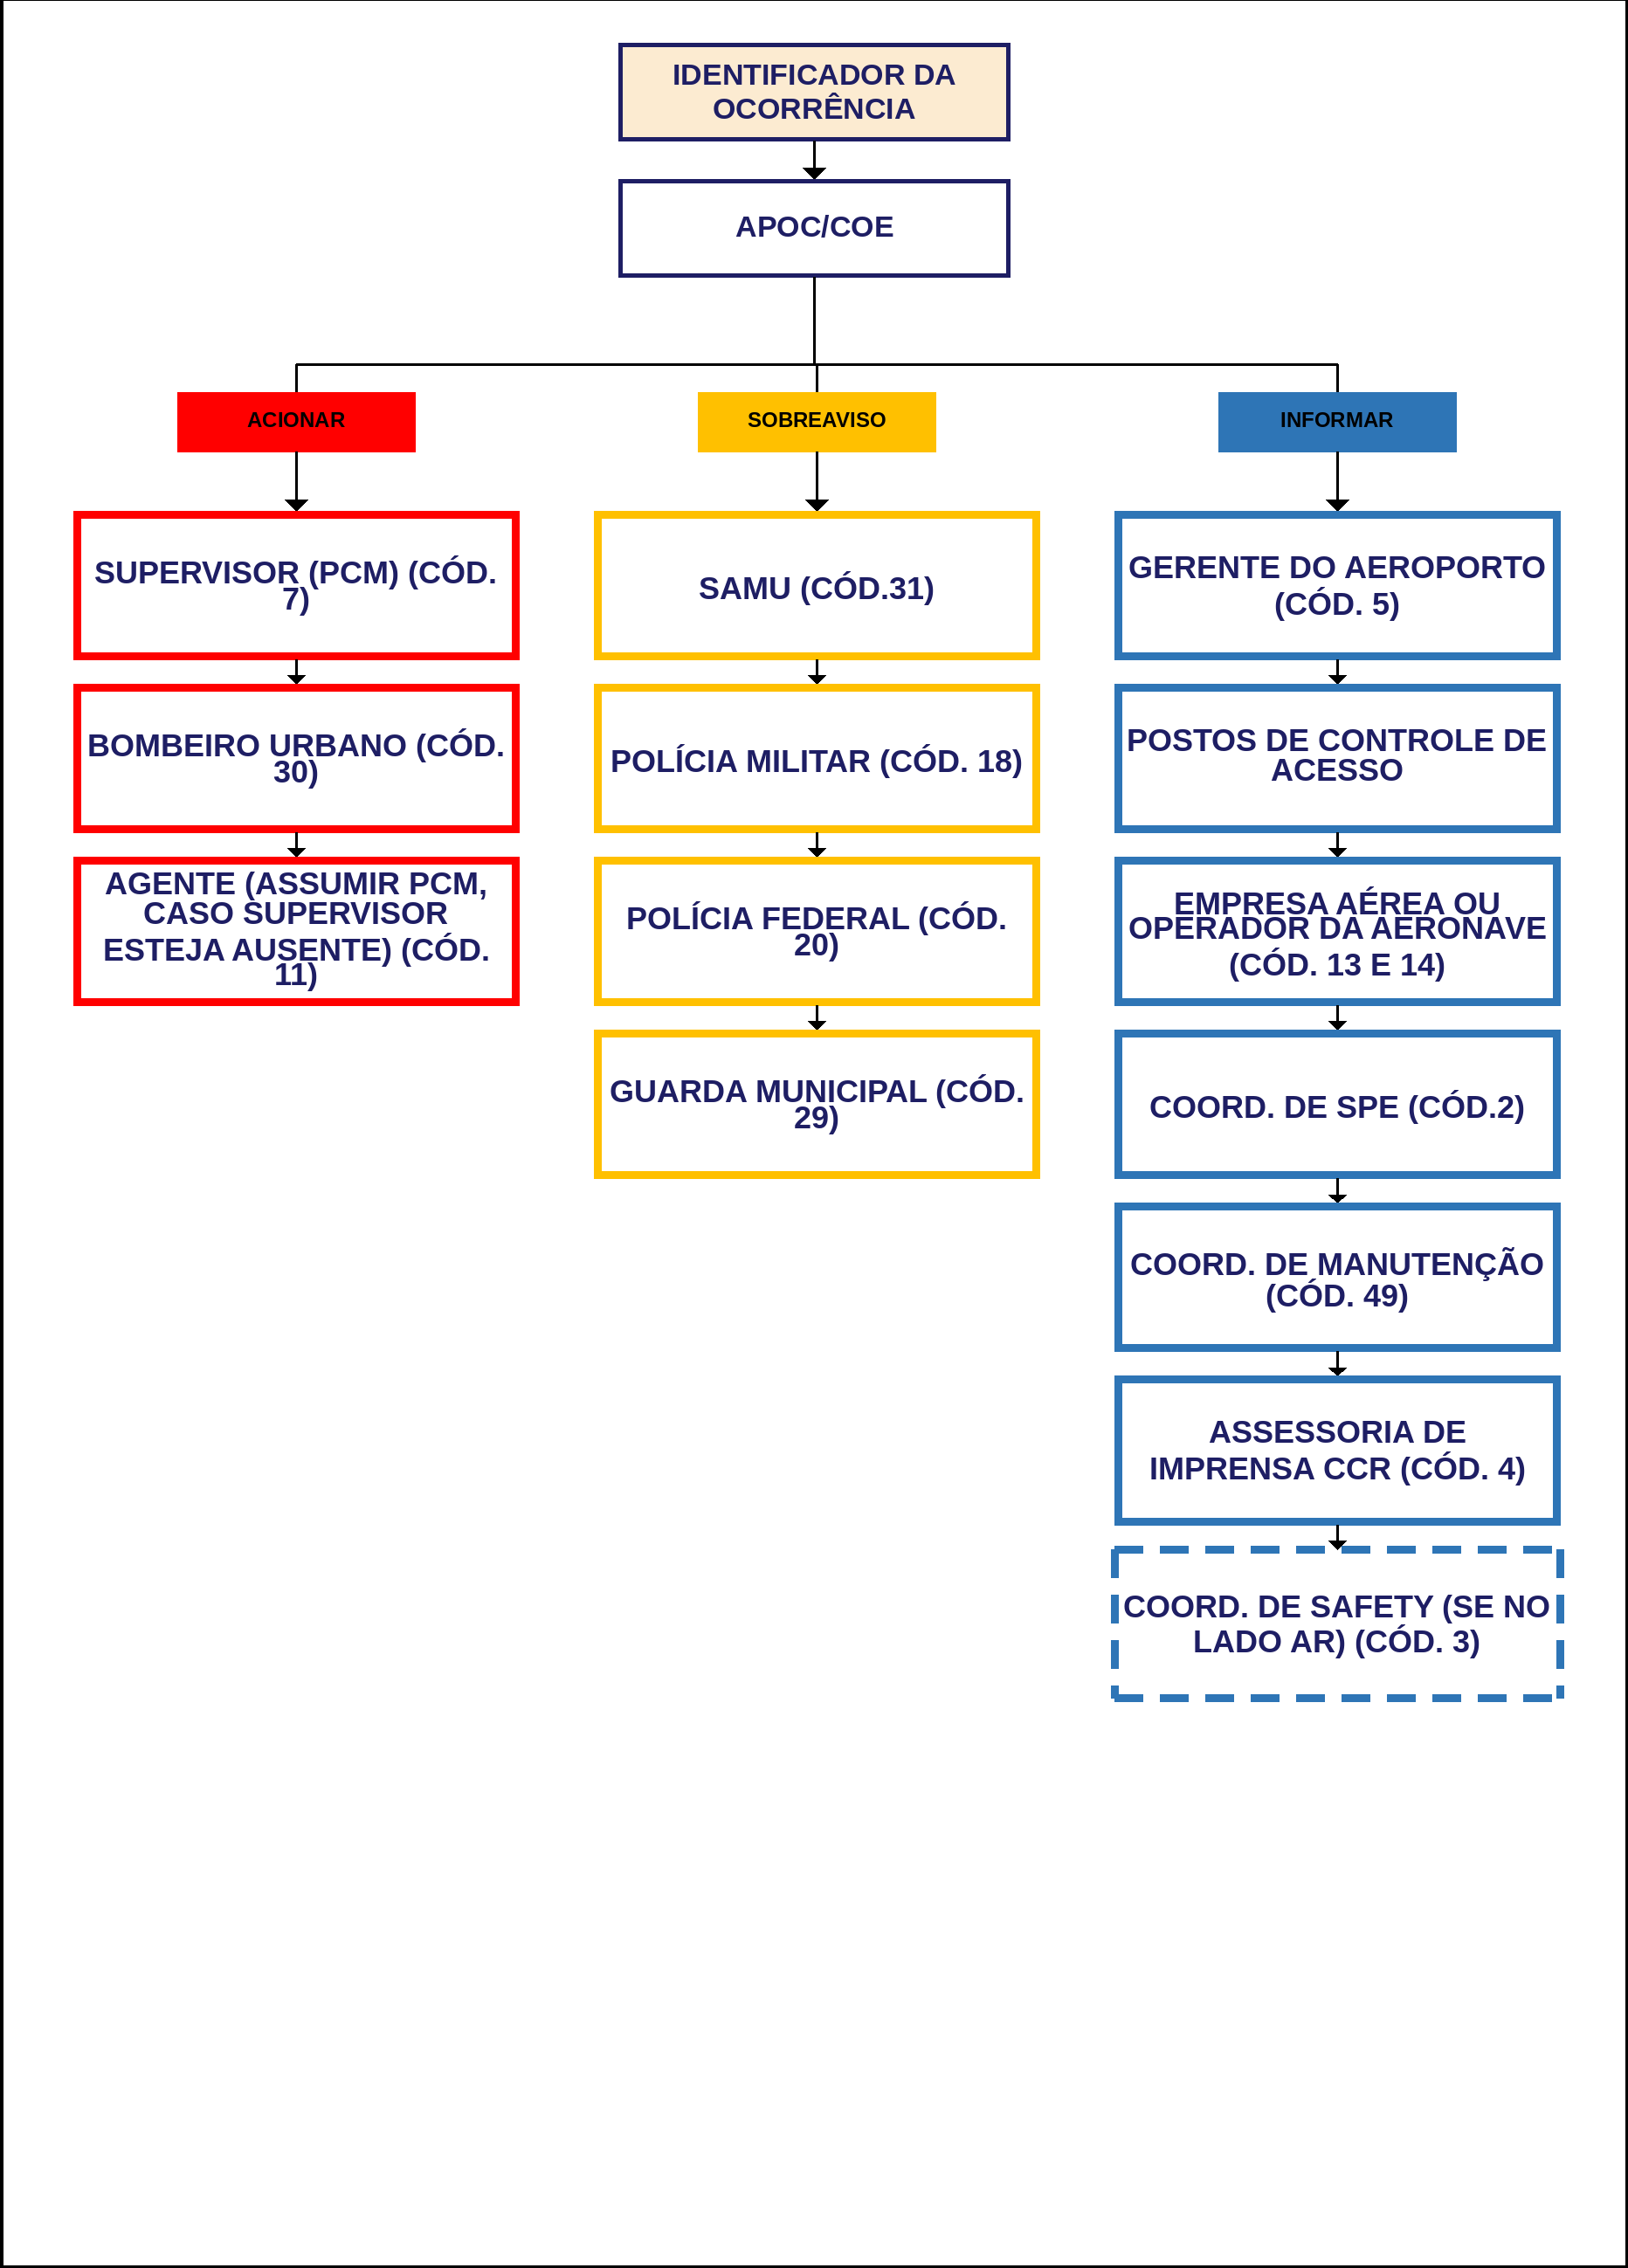 IDENTIFICADOR DA
OCORRÊNCIA
APOC/COE
ACIONAR
SOBREAVISO
INFORMAR
SUPERVISOR (PCM) (CÓD.
7)
BOMBEIRO URBANO (CÓD.
30)
AGENTE (ASSUMIR PCM,
CASO SUPERVISOR
ESTEJA AUSENTE) (CÓD.
11)
SAMU (CÓD.31)
POLÍCIA MILITAR (CÓD. 18)
POLÍCIA FEDERAL (CÓD.
20)
GUARDA MUNICIPAL (CÓD.
29)
GERENTE DO AEROPORTO
(CÓD. 5)
POSTOS DE CONTROLE DE
ACESSO
EMPRESA AÉREA OU
OPERADOR DA AERONAVE
(CÓD. 13 E 14)
COORD. DE SPE (CÓD.2)
COORD. DE MANUTENÇÃO
(CÓD. 49)
ASSESSORIA DE
IMPRENSA CCR (CÓD. 4)
COORD. DE SAFETY (SE NO
LADO AR) (CÓD. 3)